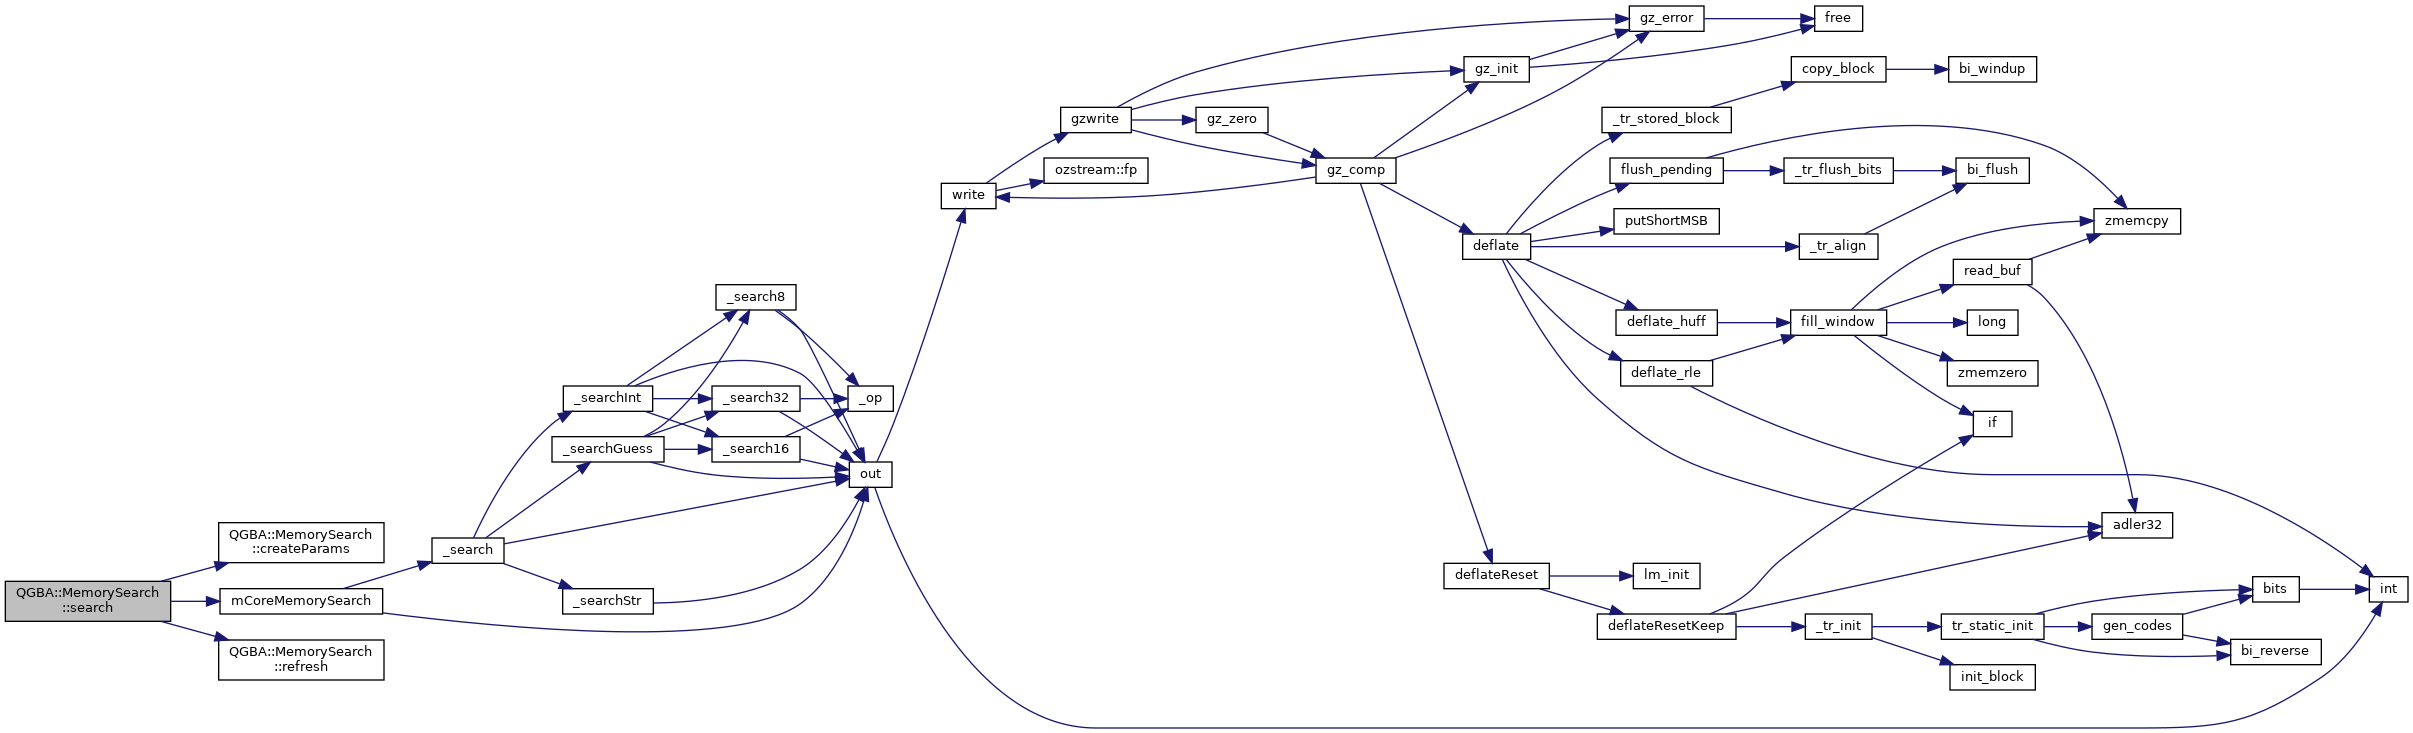 QGBA::MemorySearch
::search
QGBA::MemorySearch
::createParams
mCoreMemorySearch
QGBA::MemorySearch
::refresh
_search
_searchInt
_searchGuess
_searchStr
_search8
_search32
_search16
_op
out
write
gzwrite
ozstream::fp
gz_zero
gz_comp
gz_init
deflate
deflateReset
gz_error
_tr_stored_block
flush_pending
putShortMSB
deflate_huff
deflate_rle
lm_init
deflateResetKeep
free
copy_block
_tr_flush_bits
_tr_align
fill_window
_tr_init
bi_windup
bi_flush
read_buf
long
zmemzero
if
tr_static_init
init_block
zmemcpy
adler32
gen_codes
bits
bi_reverse
int